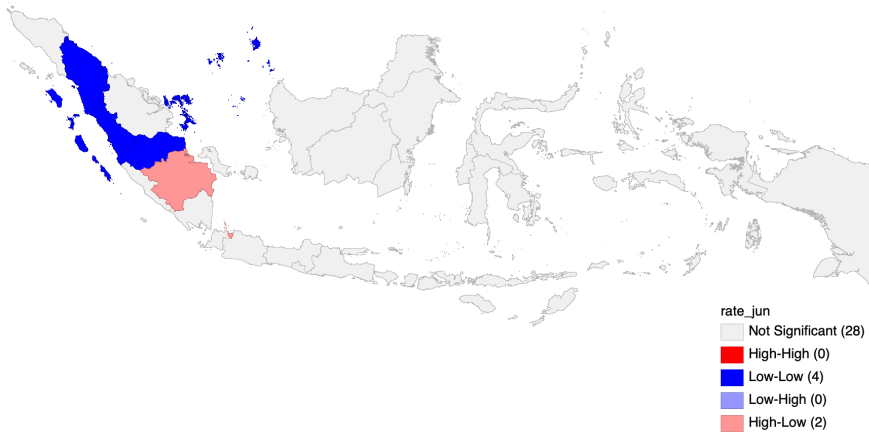 rate_jun
Not Significant (28)
High-High (0)
Low-Low (4)
Low-High (0)
High-Low (2)